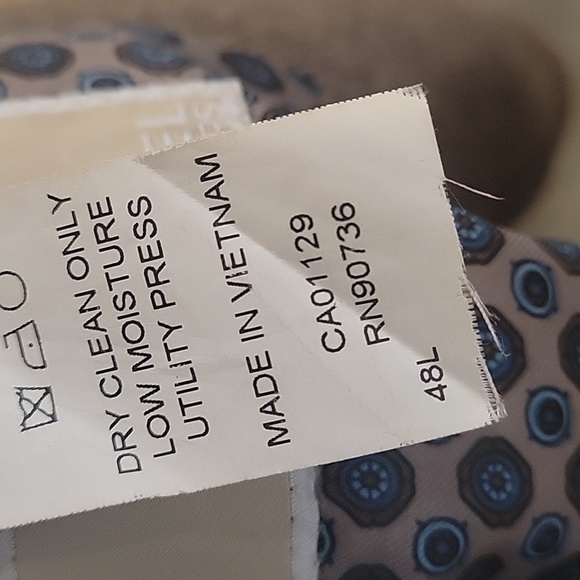 DRY CLEAN ONLY
LOW MOISTURE
UTILITY PRESS
MADE IN VIETNAM
CA01129
RN90736
48L